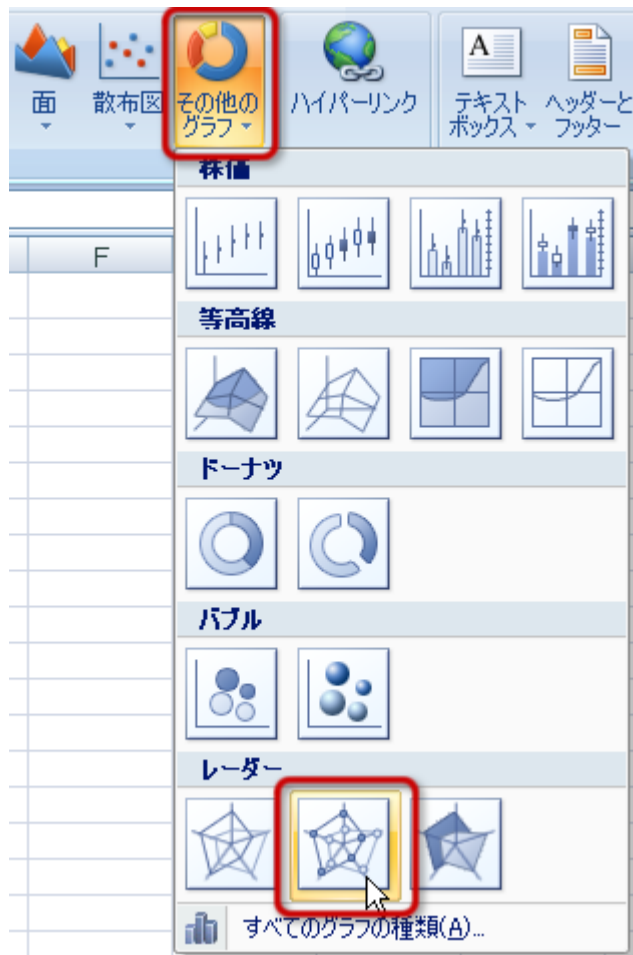 面
散布図
その他の
グラフ
ハイパーリンク
テキスト
ボックス
ヘッダーと
フッター
A
F
株価
等高線
ドーナツ
バブル
レーダー
すべてのグラフの種類(A)...